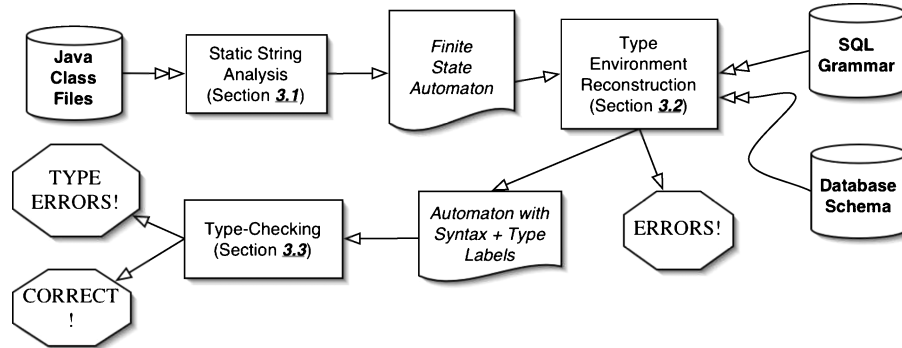 Java
Class
Files
Static String
Analysis
(Section 3.1)
Finite
State
Automaton
Type
Environment
Reconstruction
(Section 3.2)
SQL
Grammar
Database
Schema
TYPE
ERRORS!
CORRECT
!
Type-Checking
(Section 3.3)
Automaton with
Syntax + Type
Labels
ERRORS!